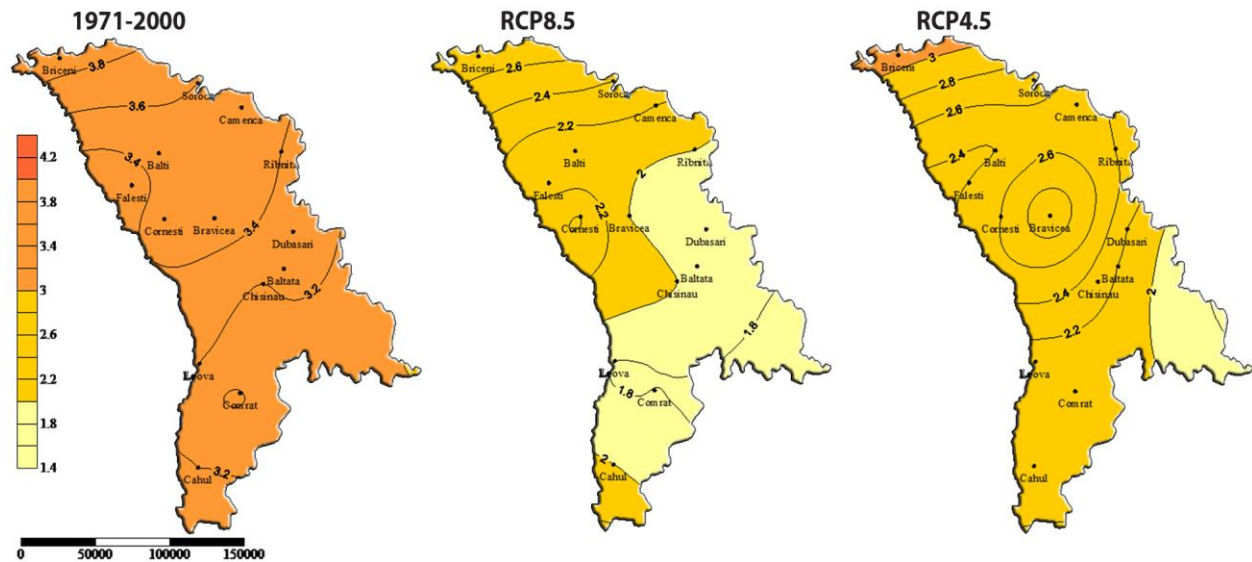 1971-2000
RCP8.5
RCP4.5
Briceni
3.8
Soroca
3.6
Camenca
3.4
Balti
Rîbnita
Falesti
Cornesti
Bravicea
3.4
Dubasari
Baltata
Chisinau
3.2
Leova
Comrat
3.2
Cahul
4.2
3.8
3.4
3
2.6
2.2
1.8
1.4
0 50000 100000 150000
Briceni
2.6
Soroca
2.4
Camenca
2.2
Balti
Rîbnita
2
Falesti
2.2
Cornesti
Bravicea
Dubasari
Baltata
Chisinau
1.8
Leova
1.8
Comrat
2
Cahul
Briceni
3
2.8
Soroca
2.6
Camenca
2.4
Balti
2.6
Rîbnita
Falesti
Cornesti
Bravicea
Dubasari
Baltata
Chisinau
2.4
2
2.2
Leova
Comrat
Cahul